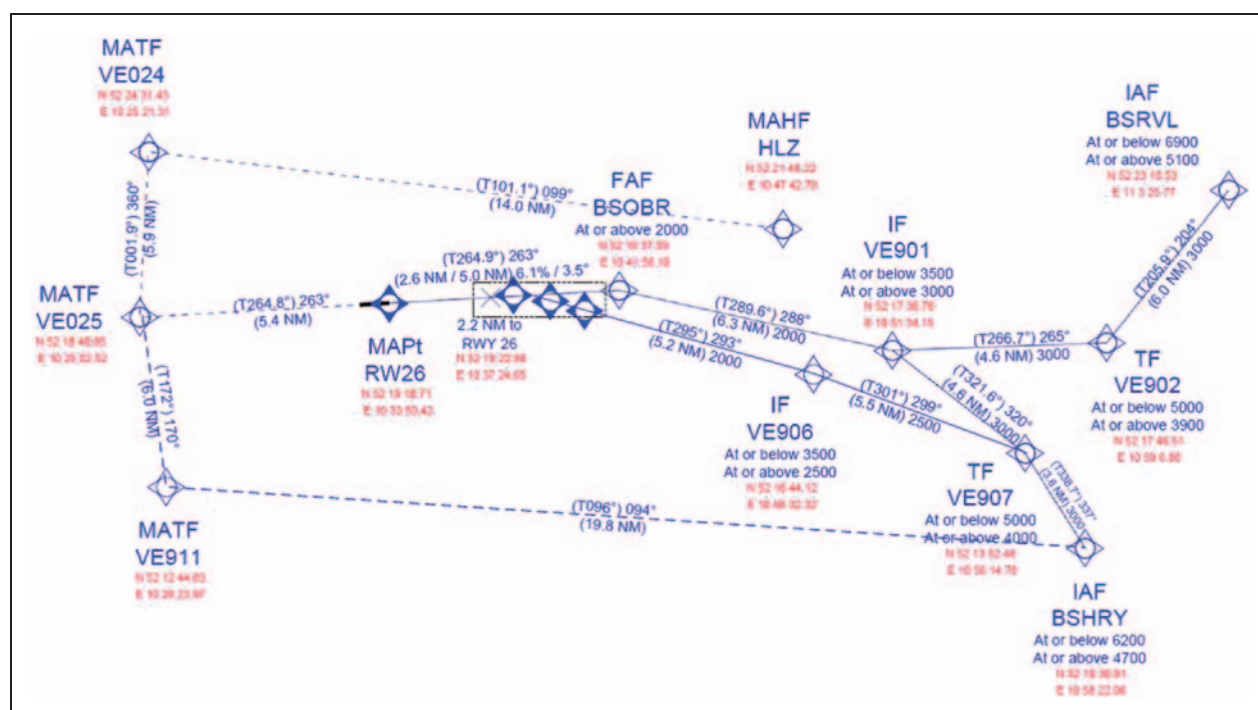 MATF
VE024
IAF
BSRVL
At or below 6900
At or above 5100
MAHF
HLZ
FAF
BSQBR
At or above 2000
(T101.1°) 099°
(14.0 NM)
(T205.9°) 204°
(6.0 NM) 3000
(T001.9°) 360°
(5.9 NM)
IF
VE901
At or below 3500
At or above 3000
(T264.9°) 263°
(2.6 NM / 5.0 NM) 6.1% / 3.5°
MATF
VE025
(T264.8°) 263°
(5.4 NM)
(T289.6°) 288°
(6.3 NM) 2000
(T266.7°) 265°
(4.6 NM) 3000
MAPt
RW26
2.2 NM to
RWY 26
(T295°) 293°
(5.2 NM) 2000
(T321.6°) 320°
(4.6 NM) 3000
TF
VE902
At or below 5000
At or above 3900
(T172°) 170°
(6.0 NM)
IF
VE906
At or below 3500
At or above 2500
(T301°) 299°
(5.5 NM) 2500
TF
VE907
At or below 5000
At or above 4000
(T338.7°) 337°
(3.8 NM) 3000
MATF
VE911
(T096°) 094°
(19.8 NM)
IAF
BSHRY
At or below 6200
At or above 4700